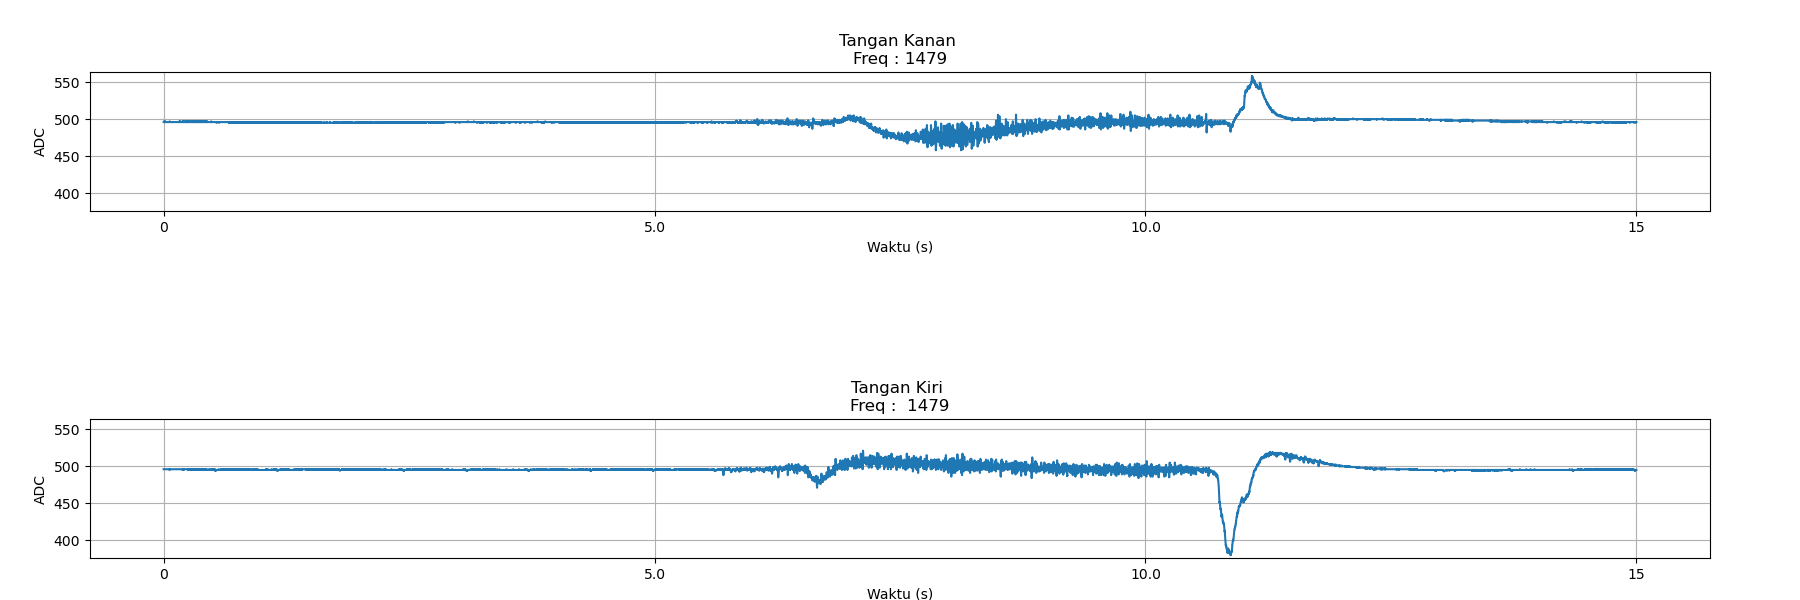 Tangan Kanan
Freq : 1479
550
500
450
400
ADC
0 5.0 10.0 15
Waktu (s)
Tangan Kiri
Freq :  1479
550
500
450
400
ADC
0 5.0 10.0 15
Waktu (s)